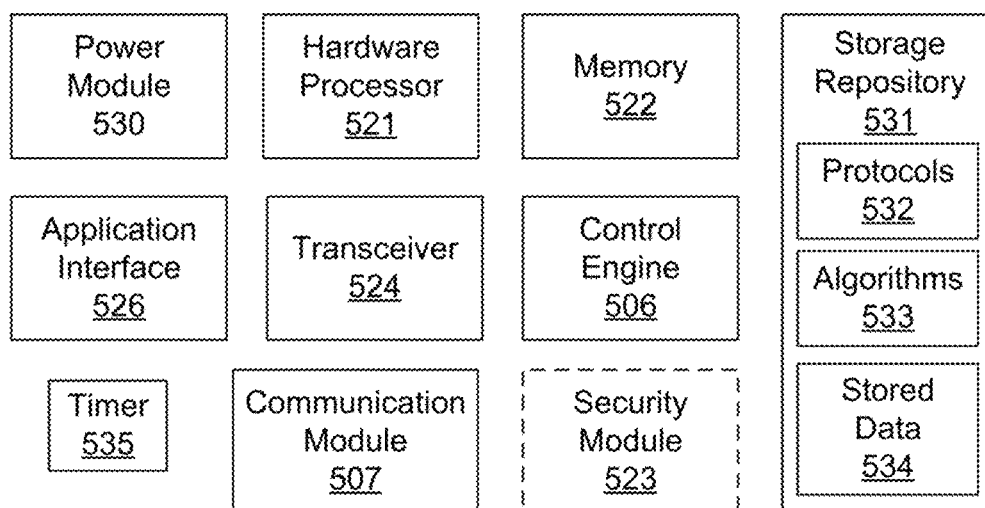 Power
Module
530
Hardware
Processor
521
Memory
522
Storage
Repository
531
Protocols
532
Algorithms
533
Stored
Data
534
Application
Interface
526
Transceiver
524
Control
Engine
506
Timer
535
Communication
Module
507
Security
Module
523